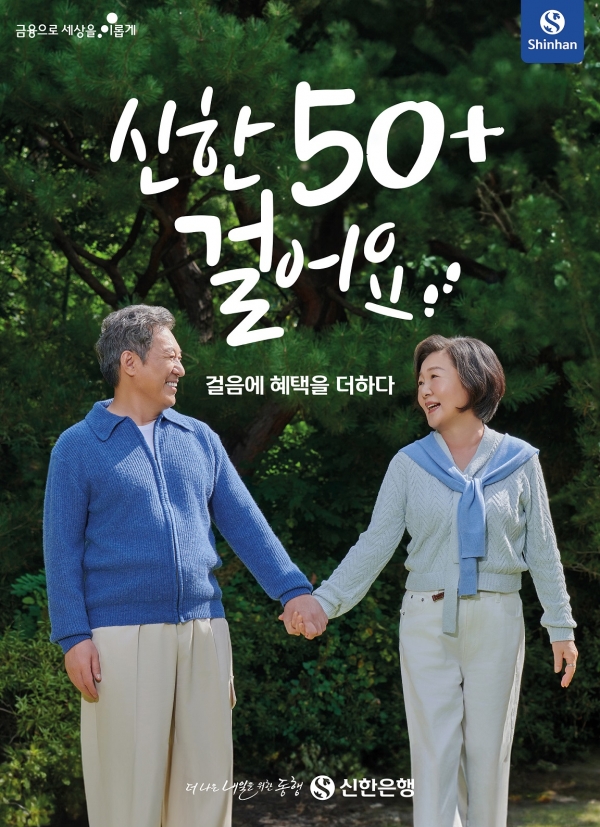 금융으로 세상을 이롭게
Shinhan
신한 50+
걸어요
걸음에 혜택을 더하다
더 나은 내일을 위한 동행 신한은행